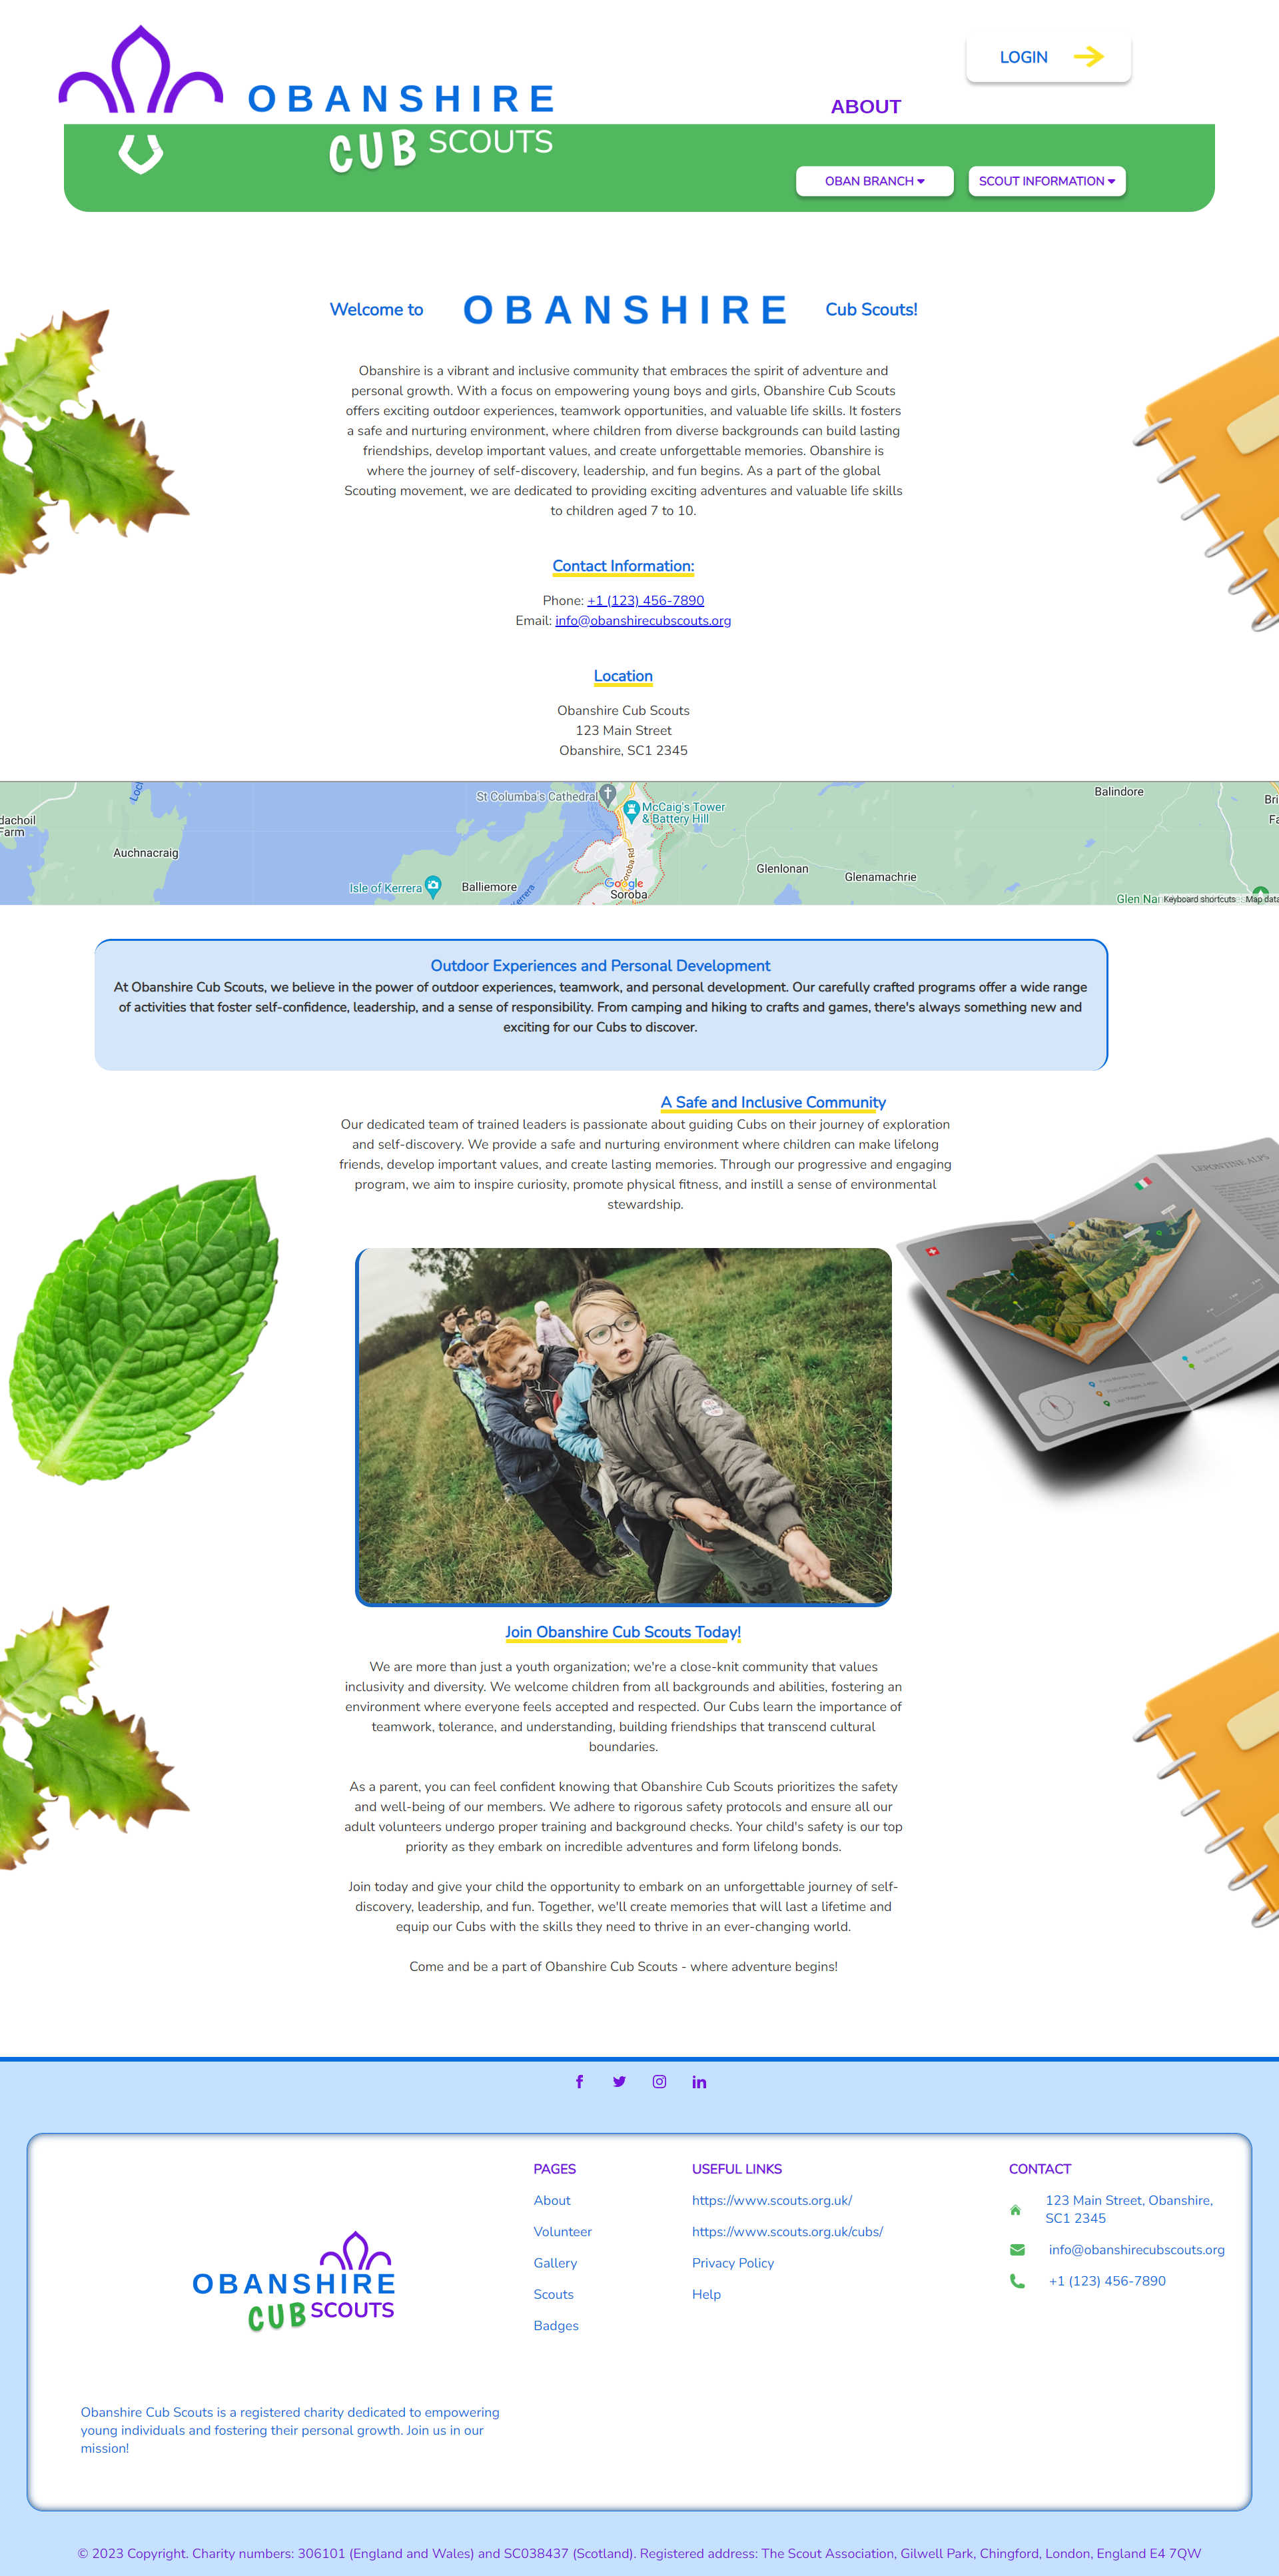 LOGIN
OBANSHIRE
ABOUT
CUB SCOUTS
OBAN BRANCH
SCOUT INFORMATION
Welcome to OBANSHIRE Cub Scouts!
Obanshire is a vibrant and inclusive community that embraces the spirit of adventure and
personal growth. With a focus on empowering young boys and girls, Obanshire Cub Scouts
offers exciting outdoor experiences, teamwork opportunities, and valuable life skills. It fosters
a safe and nurturing environment, where children from diverse backgrounds can build lasting
friendships, develop important values, and create unforgettable memories. Obanshire is
where the journey of self-discovery, leadership, and fun begins. As a part of the global
Scouting movement, we are dedicated to providing exciting adventures and valuable life skills
to children aged 7 to 10.
Contact Information:
Phone: +1 (123) 456-7890
Email: info@obanshirecubscouts.org
Location
Obanshire Cub Scouts
123 Main Street
Obanshire, SC1 2345
Loch
St Columba's Cathedral
McCaig's Tower
& Battery Hill
Balindore
Bri
dachoil
Farm
Fa
Auchnacraig
Soroba Rd
Glenlonan
Glenamachrie
Isle of Kerrera
Balliemore
Kerrera
Google
Soroba
Glen Nar
Keyboard shortcuts
Map data
Outdoor Experiences and Personal Development
At Obanshire Cub Scouts, we believe in the power of outdoor experiences, teamwork, and personal development. Our carefully crafted programs offer a wide range
of activities that foster self-confidence, leadership, and a sense of responsibility. From camping and hiking to crafts and games, there's always something new and
exciting for our Cubs to discover.
A Safe and Inclusive Community
Our dedicated team of trained leaders is passionate about guiding Cubs on their journey of exploration
and self-discovery. We provide a safe and nurturing environment where children can make lifelong
friends, develop important values, and create lasting memories. Through our progressive and engaging
program, we aim to inspire curiosity, promote physical fitness, and instill a sense of environmental
stewardship.
LEPONTINE ALPS
Join Obanshire Cub Scouts Today!
We are more than just a youth organization; we're a close-knit community that values
inclusivity and diversity. We welcome children from all backgrounds and abilities, fostering an
environment where everyone feels accepted and respected. Our Cubs learn the importance of
teamwork, tolerance, and understanding, building friendships that transcend cultural
boundaries.
As a parent, you can feel confident knowing that Obanshire Cub Scouts prioritizes the safety
and well-being of our members. We adhere to rigorous safety protocols and ensure all our
adult volunteers undergo proper training and background checks. Your child's safety is our top
priority as they embark on incredible adventures and form lifelong bonds.
Join today and give your child the opportunity to embark on an unforgettable journey of self-
discovery, leadership, and fun. Together, we'll create memories that will last a lifetime and
equip our Cubs with the skills they need to thrive in an ever-changing world.
Come and be a part of Obanshire Cub Scouts - where adventure begins!
OBANSHIRE
CUB SCOUTS
Obanshire Cub Scouts is a registered charity dedicated to empowering
young individuals and fostering their personal growth. Join us in our
mission!
PAGES
About
Volunteer
Gallery
Scouts
Badges
USEFUL LINKS
https://www.scouts.org.uk/
https://www.scouts.org.uk/cubs/
Privacy Policy
Help
CONTACT
123 Main Street, Obanshire,
SC1 2345
info@obanshirecubscouts.org
+1 (123) 456-7890
© 2023 Copyright. Charity numbers: 306101 (England and Wales) and SC038437 (Scotland). Registered address: The Scout Association, Gilwell Park, Chingford, London, England E4 7QW